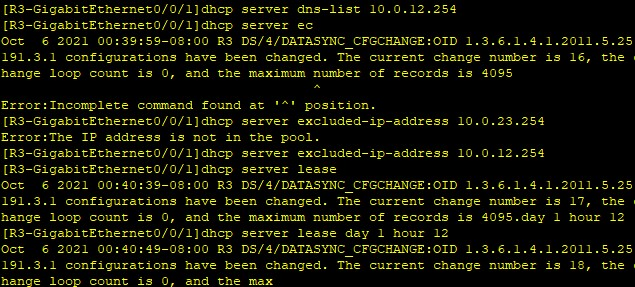 [R3-GigabitEthernet0/0/1]dhcp server dns-list 10.0.12.254
[R3-GigabitEthernet0/0/1]dhcp server ec
Oct  6 2021 00:39:59-08:00 R3 DS/4/DATASYNC_CFGCHANGE:OID 1.3.6.1.4.1.2011.5.25
191.3.1 configurations have been changed. The current change number is 16, the
hange loop count is 0, and the maximum number of records is 4095
^
Error:Incomplete command found at '^' position.
[R3-GigabitEthernet0/0/1]dhcp server excluded-ip-address 10.0.23.254
Error:The IP address is not in the pool.
[R3-GigabitEthernet0/0/1]dhcp server excluded-ip-address 10.0.12.254
[R3-GigabitEthernet0/0/1]dhcp server lease
Oct  6 2021 00:40:39-08:00 R3 DS/4/DATASYNC_CFGCHANGE:OID 1.3.6.1.4.1.2011.5.25
191.3.1 configurations have been changed. The current change number is 17, the
hange loop count is 0, and the maximum number of records is 4095.day 1 hour 12
[R3-GigabitEthernet0/0/1]dhcp server lease day 1 hour 12
Oct  6 2021 00:40:49-08:00 R3 DS/4/DATASYNC_CFGCHANGE:OID 1.3.6.1.4.1.2011.5.25
191.3.1 configurations have been changed. The current change number is 18, the
hange loop count is 0, and the max